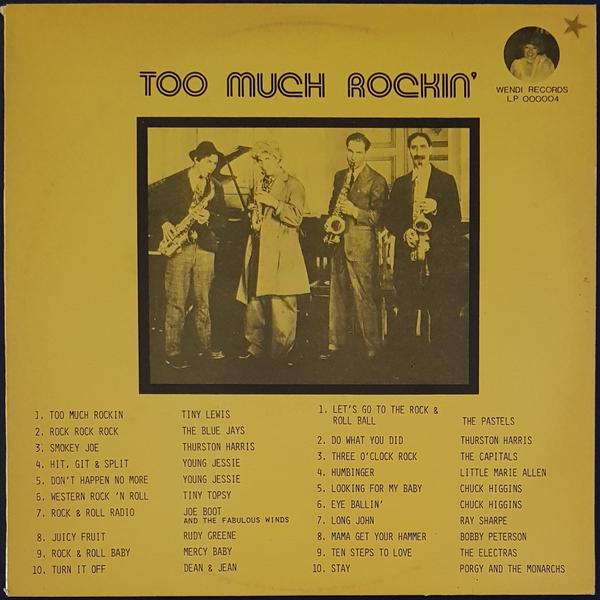 TOO MUCH ROCKIN'
WENDI RECORDS
LP 000004
1. TOO MUCH ROCKIN TINY LEWIS
2. ROCK ROCK ROCK THE BLUE JAYS
3. SMOKEY JOE THURSTON HARRIS
4. HIT, GIT & SPLIT YOUNG JESSIE
5. DON'T HAPPEN NO MORE YOUNG JESSIE
6. WESTERN ROCK 'N ROLL TINY TOPSY
7. ROCK & ROLL RADIO JOE BOOT
AND THE FABULOUS WINDS
8. JUICY FRUIT RUDY GREENE
9. ROCK & ROLL BABY MERCY BABY
10. TURN IT OFF DEAN & JEAN
1. LET'S GO TO THE ROCK &
ROLL BALL THE PASTELS
2. DO WHAT YOU DID THURSTON HARRIS
3. THREE O'CLOCK ROCK THE CAPITALS
4. HUMBINGER LITTLE MARIE ALLEN
5. LOOKING FOR MY BABY CHUCK HIGGINS
6. EYE BALLIN' CHUCK HIGGINS
7. LONG JOHN RAY SHARPE
8. MAMA GET YOUR HAMMER BOBBY PETERSON
9. TEN STEPS TO LOVE THE ELECTRAS
10. STAY PORGY AND THE MONARCHS